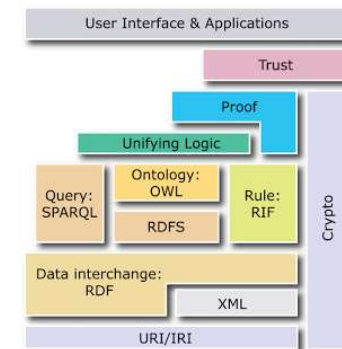 User Interface & Applications
Trust
Proof
Unifying Logic
Query:
SPARQL
Ontology:
OWL
RDFS
Rule:
RIF
Crypto
Data interchange:
RDF
XML
URI/IRI